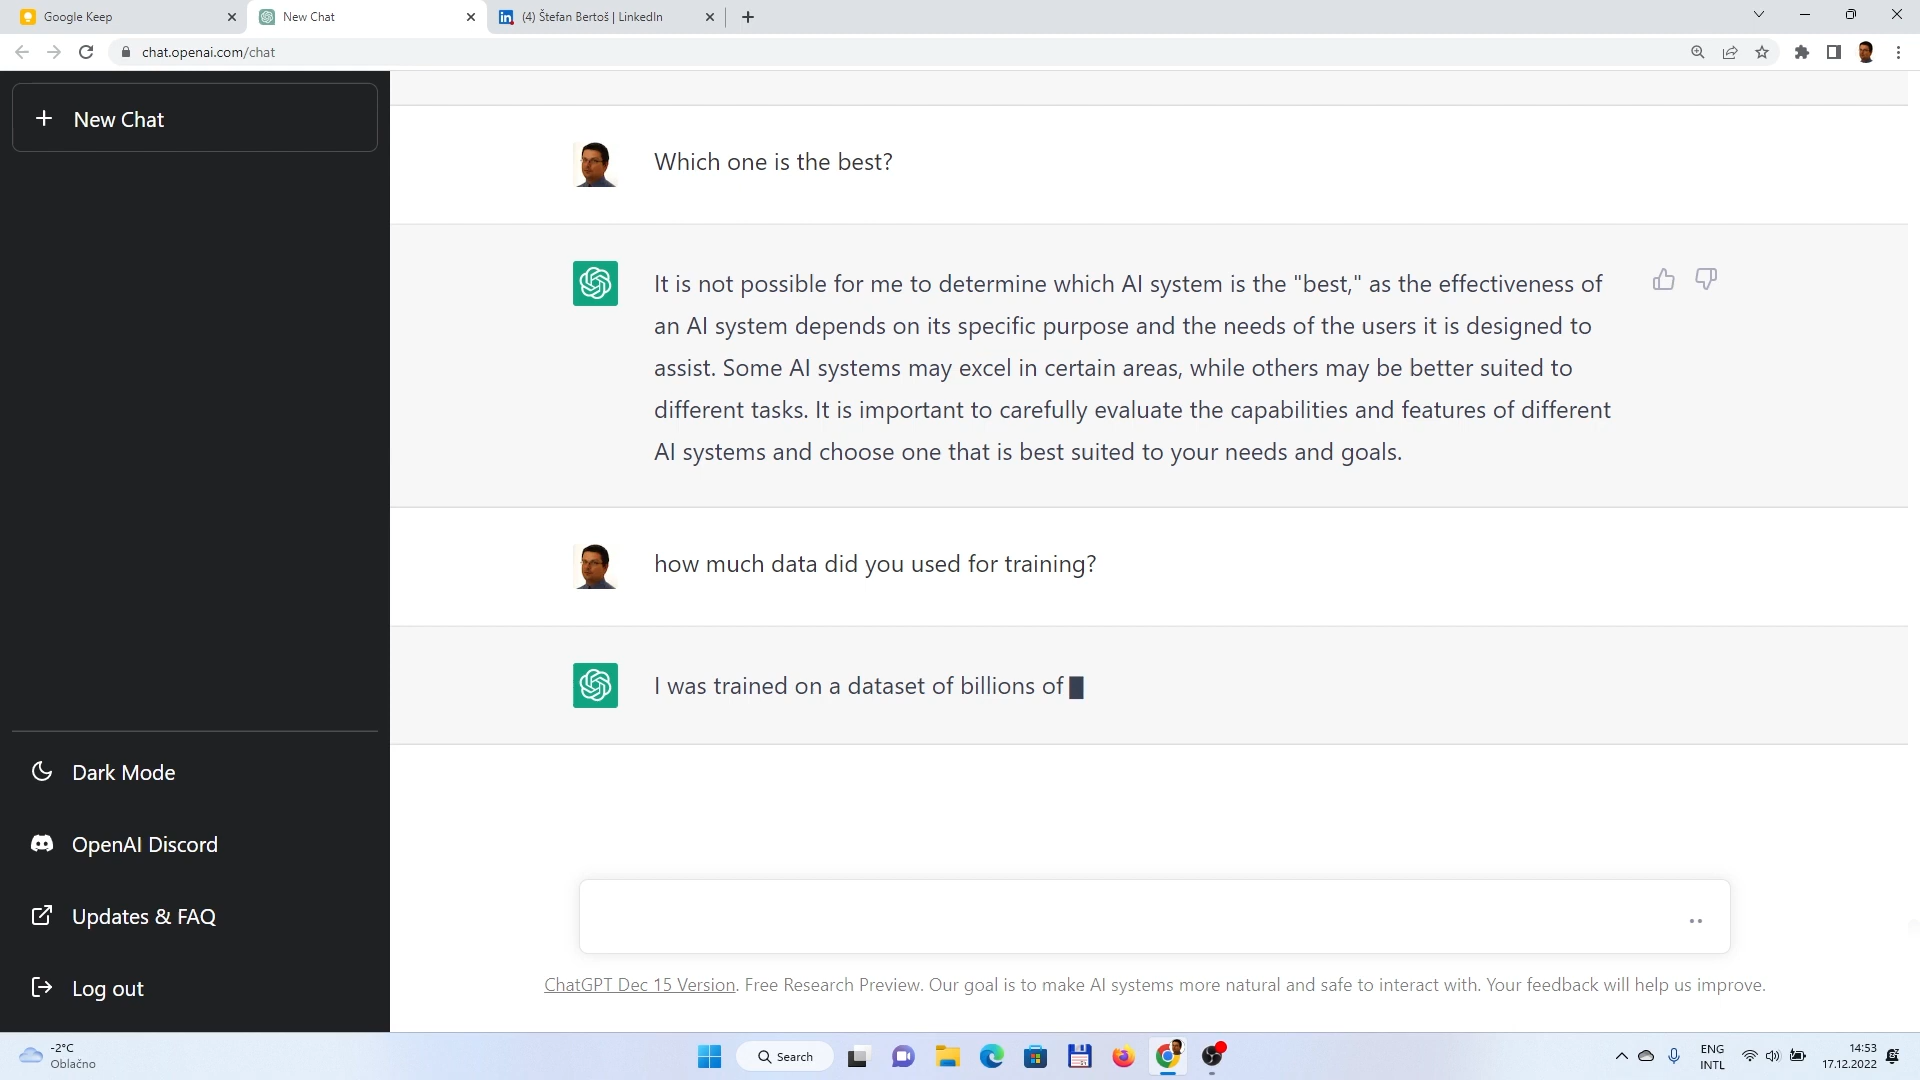 Google Keep
New Chat
(4) Štefan Bertoš | LinkedIn
chat.openai.com/chat
New Chat
Which one is the best?
It is not possible for me to determine which AI system is the "best," as the effectiveness of
an AI system depends on its specific purpose and the needs of the users it is designed to
assist. Some AI systems may excel in certain areas, while others may be better suited to
different tasks. It is important to carefully evaluate the capabilities and features of different
AI systems and choose one that is best suited to your needs and goals.
how much data did you used for training?
I was trained on a dataset of billions of
Dark Mode
OpenAI Discord
Updates & FAQ
Log out
ChatGPT Dec 15 Version. Free Research Preview. Our goal is to make AI systems more natural and safe to interact with. Your feedback will help us improve.
-2°C
Oblačno
Search
ENG
INTL
14:53
17.12.2022